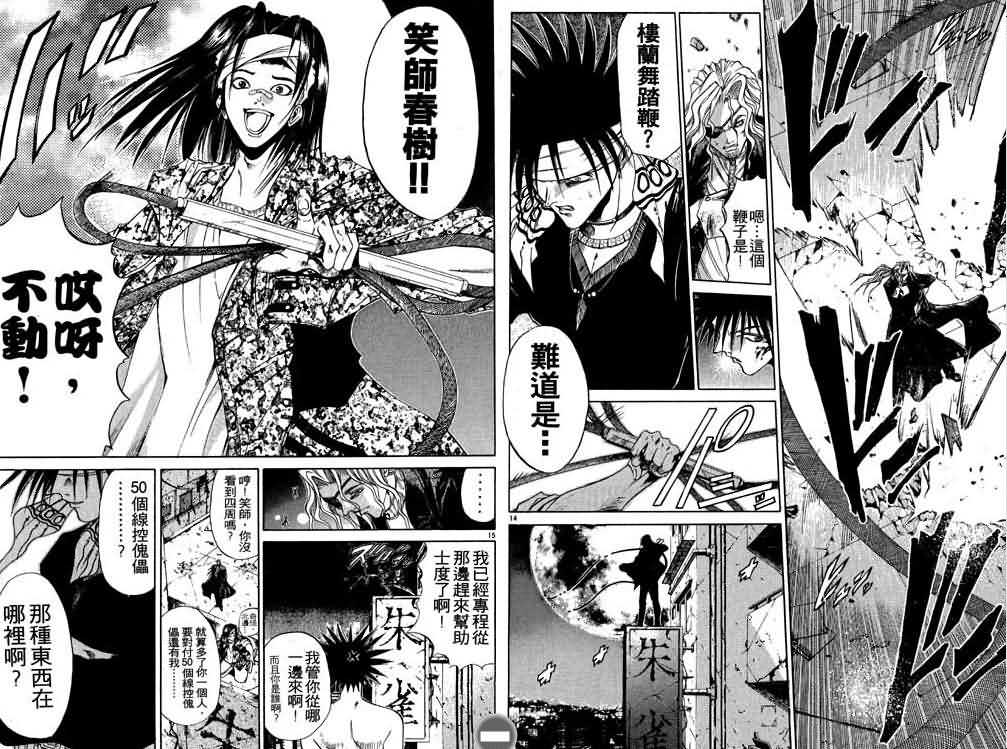 嗯…這個
鞭子是！
樓蘭舞踏鞭？
難道是…
14
朱雀
笑師春樹!!
哎呀，
不動！
15
……
我已經專程從
那邊趕來幫助
士度了啊！
朱雀
我管你從哪
一邊來啊！
而且你是誰啊？
哼！笑師，你沒
看到四周嗎？
就算多了你一個人，
要對付50個線控傀
儡還有我……
50個線控傀儡
………？
那種東西在
哪裡啊？